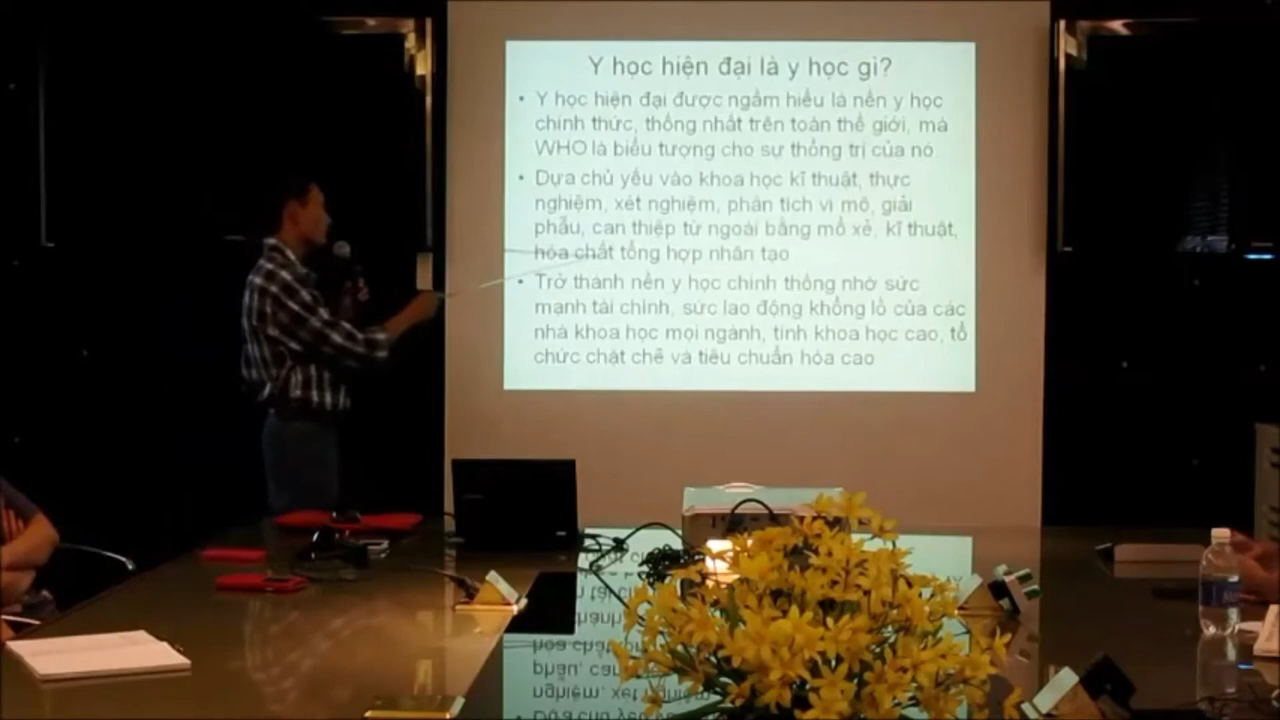 Y học hiện đại là y học gì?
• Y học hiện đại được ngầm hiểu là nền y học
chính thức, thống nhất trên toàn thế giới, mà
WHO là biểu tượng cho sự thống trị của nó
• Dựa chủ yếu vào khoa học kĩ thuật, thực
nghiệm, xét nghiệm, phân tích vi mô, giải
phẫu, can thiệp từ ngoài bằng mổ xẻ, kĩ thuật,
hóa chất tổng hợp nhân tạo
• Trở thành nền y học chính thống nhờ sức
mạnh tài chính, sức lao động khổng lồ của các
nhà khoa học mọi ngành, tính khoa học cao, tổ
chức chặt chẽ và tiêu chuẩn hóa cao